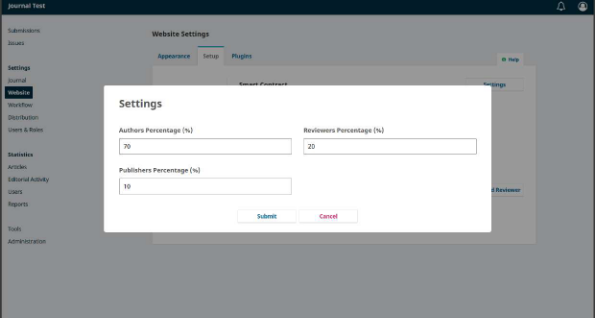 Journal Test
Submissions
Issues
Settings
Journal
Website
Workflow
Distribution
Users & Roles
Statistics
Articles
Editorial Activity
Users
Reports
Tools
Administration
Website Settings
Appearance Setup Plugins
Help
Smart Contract Settings
Settings
Authors Percentage (%) Reviewers Percentage (%)
70 20
Publishers Percentage (%)
10
Submit Cancel
d Reviewer